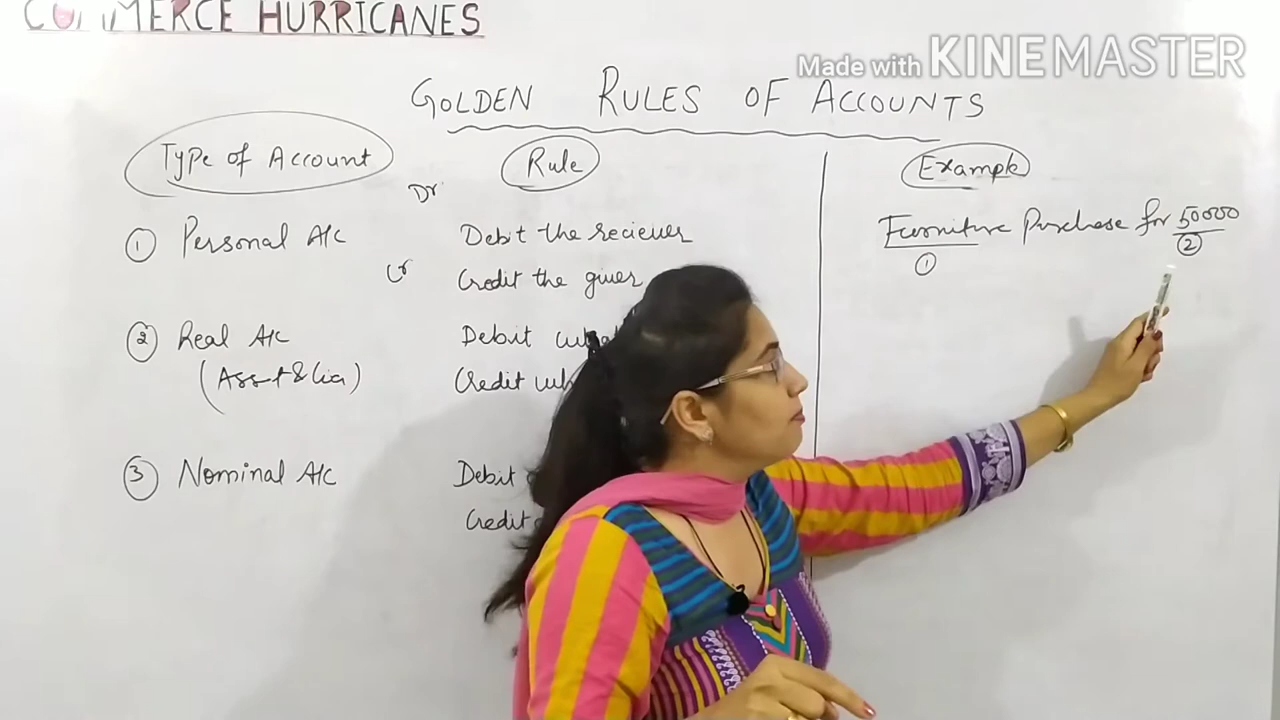 COMMERCE HURRICANES
Made with KINEMASTER
GOLDEN RULES OF ACCOUNTS
Type of Account
Rule
Example
Dr
① Personal A/c
Debit the reciever
Furniture Purchase for 50000
① ②
Cr
Credit the giver
② Real A/c
Debit
(Asset & Lia)
Credit
③ Nominal A/c
Debit
Credit